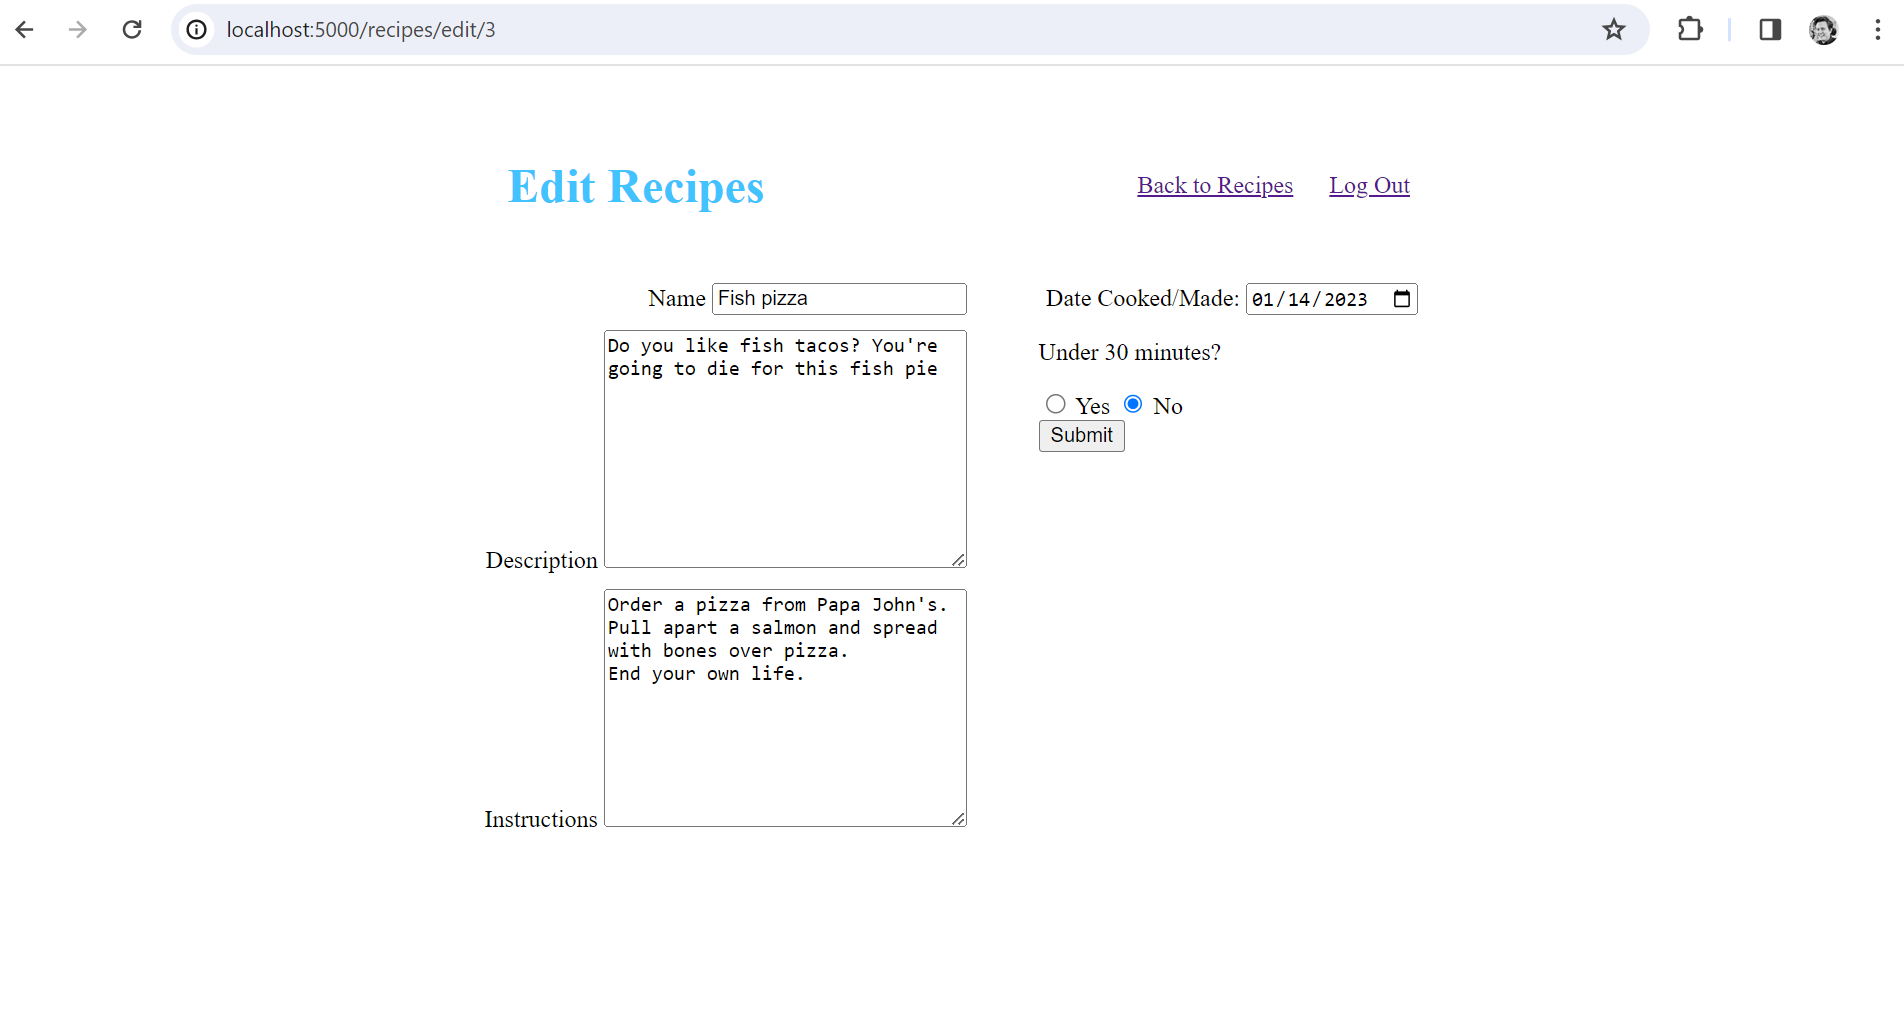 localhost:5000/recipes/edit/3
Edit Recipes
Back to Recipes
Log Out
Name
Fish pizza
Date Cooked/Made:
01/14/2023
Do you like fish tacos? You're
going to die for this fish pie
Description
Under 30 minutes?
Yes
No
Submit
Order a pizza from Papa John's.
Pull apart a salmon and spread
with bones over pizza.
End your own life.
Instructions